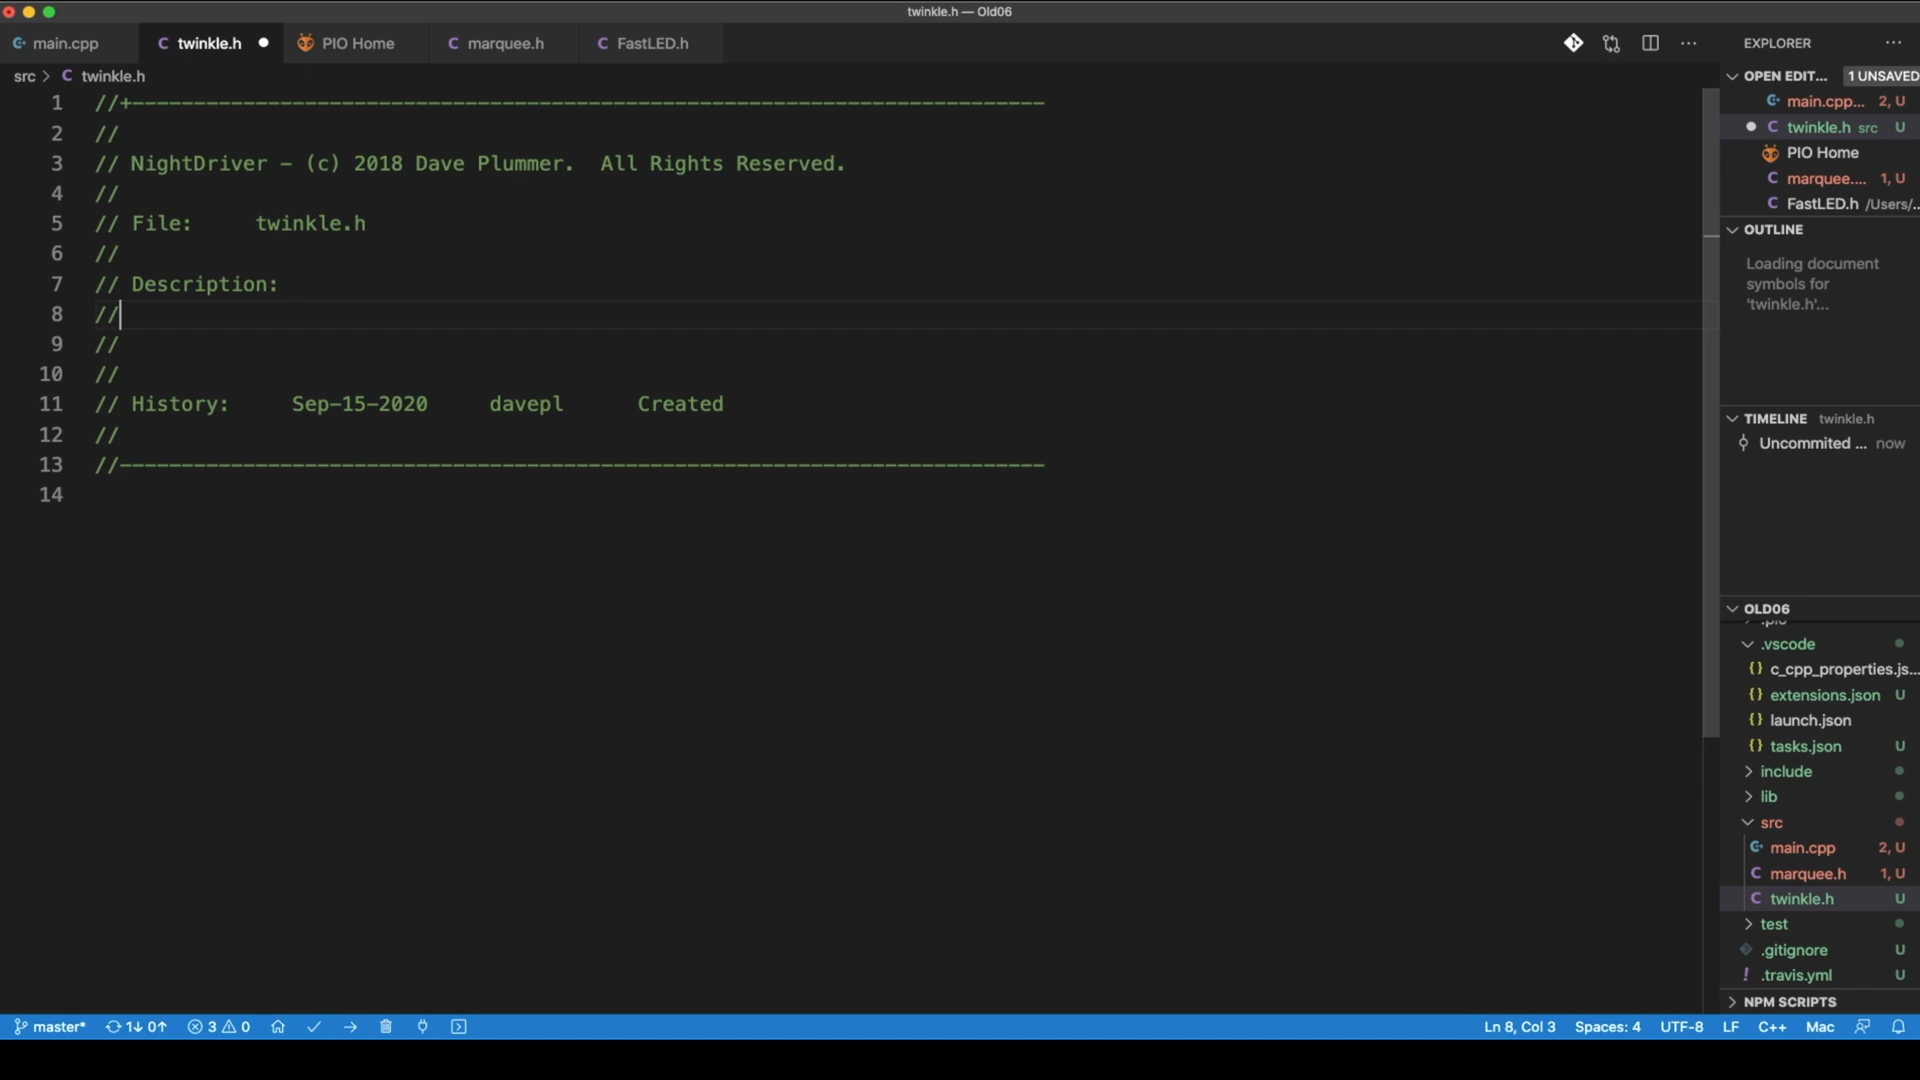 twinkle.h — Old06
main.cpp
twinkle.h
PIO Home
marquee.h
FastLED.h
EXPLORER
src > twinkle.h
OPEN EDIT... 1 UNSAVED
main.cpp... 2, U
twinkle.h src U
PIO Home
marquee.... 1, U
FastLED.h /Users/...
OUTLINE
Loading document
symbols for
'twinkle.h'...
TIMELINE twinkle.h
Uncommited ... now
OLD06
.vscode
c_cpp_properties.js...
extensions.json U
launch.json
tasks.json U
include
lib
src
main.cpp 2, U
marquee.h 1, U
twinkle.h U
test
.gitignore U
.travis.yml U
NPM SCRIPTS
1 //+---------------------------------------------------------------------------
2 //
3 // NightDriver - (c) 2018 Dave Plummer.  All Rights Reserved.
4 //
5 // File:     twinkle.h
6 //
7 // Description:
8 //
9 //
10 //
11 // History:     Sep-15-2020     davepl      Created
12 //
13 //---------------------------------------------------------------------------
14
master* 1↓ 0↑ 3 0
Ln 8, Col 3 Spaces: 4 UTF-8 LF C++ Mac